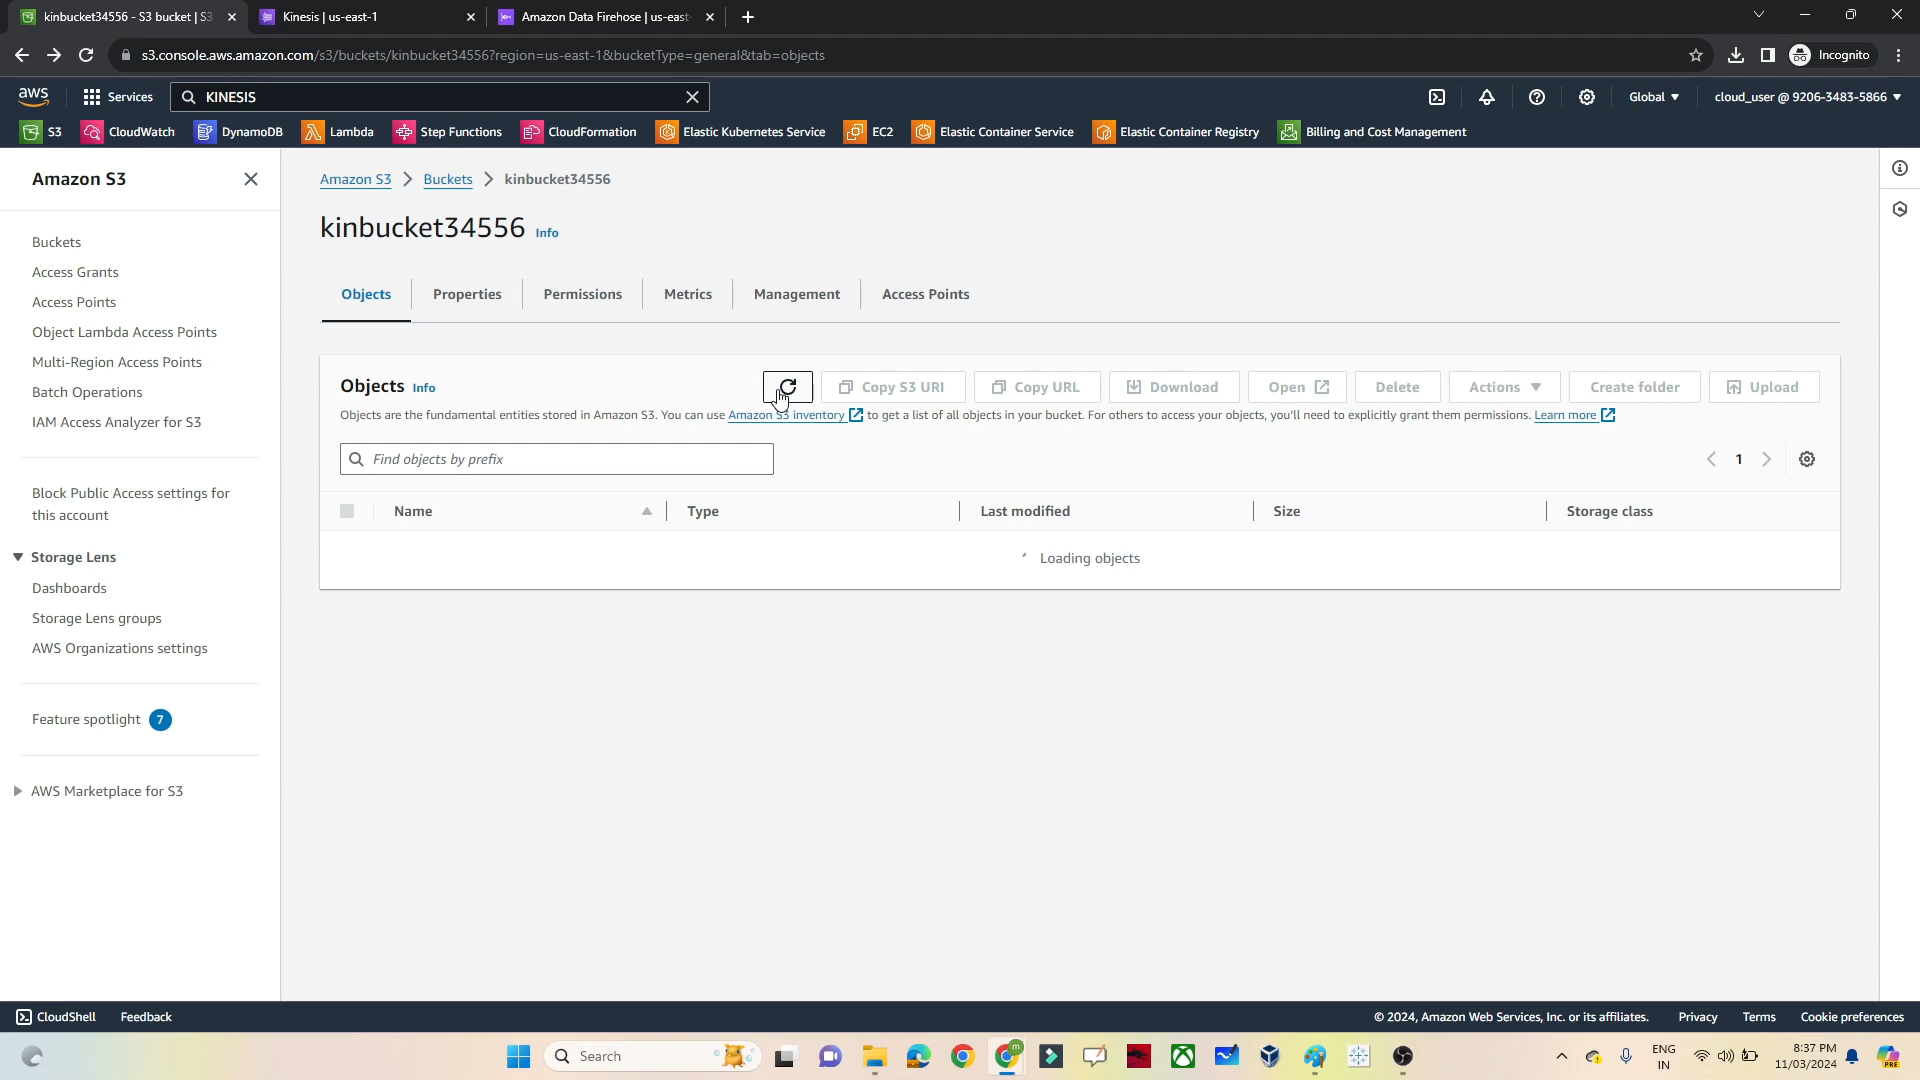 kinbucket34556 - S3 bucket | S3
Kinesis | us-east-1
Amazon Data Firehose | us-east-
s3.console.aws.amazon.com/s3/buckets/kinbucket34556?region=us-east-1&bucketType=general&tab=objects
Incognito
aws
Services
KINESIS
Global
cloud_user @ 9206-3483-5866
S3
CloudWatch
DynamoDB
Lambda
Step Functions
CloudFormation
Elastic Kubernetes Service
EC2
Elastic Container Service
Elastic Container Registry
Billing and Cost Management
Amazon S3
Buckets
Access Grants
Access Points
Object Lambda Access Points
Multi-Region Access Points
Batch Operations
IAM Access Analyzer for S3
Block Public Access settings for
this account
Storage Lens
Dashboards
Storage Lens groups
AWS Organizations settings
Feature spotlight 7
AWS Marketplace for S3
Amazon S3 > Buckets > kinbucket34556
kinbucket34556 Info
Objects
Properties
Permissions
Metrics
Management
Access Points
Objects Info
Copy S3 URI
Copy URL
Download
Open
Delete
Actions
Create folder
Upload
Objects are the fundamental entities stored in Amazon S3. You can use Amazon S3 inventory to get a list of all objects in your bucket. For others to access your objects, you'll need to explicitly grant them permissions. Learn more
Find objects by prefix
1
Name
Type
Last modified
Size
Storage class
Loading objects
CloudShell
Feedback
© 2024, Amazon Web Services, Inc. or its affiliates.
Privacy
Terms
Cookie preferences
Search
m
ENG
IN
8:37 PM
11/03/2024
PRE